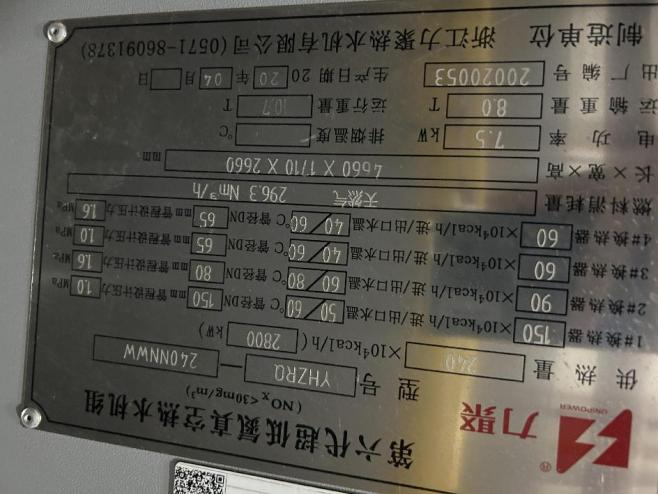 力聚®
UNIPOWER
第六代超低氮真空热水机组
(NOx<30mg/m³)
型号 YHZRQ — 240NNWW
供热量 240 ×10⁴kcal/h ( 2800 kW)
1#换热器 150 ×10⁴kcal/h 进/出口水温 50/60 ℃ 管径DN 150 mm 管程设计压力 1.0 MPa
2#换热器 90 ×10⁴kcal/h 进/出口水温 60/80 ℃ 管径DN 80 mm 管程设计压力 1.6 MPa
3#换热器 60 ×10⁴kcal/h 进/出口水温 40/60 ℃ 管径DN 65 mm 管程设计压力 1.0 MPa
4#换热器 60 ×10⁴kcal/h 进/出口水温 40/60 ℃ 管径DN 65 mm 管程设计压力 1.6 MPa
燃料消耗量 天然气 296.3 Nm³/h
长×宽×高 4660 X 1710 X 2660 mm
电功率 7.5 kW 排烟温度 ℃
运输重量 8.0 T 运行重量 10.7 T
出厂编号 20020053 生产日期 20 20 年 04 月 日
制造单位 浙江力聚热水机有限公司(0571-86091378)